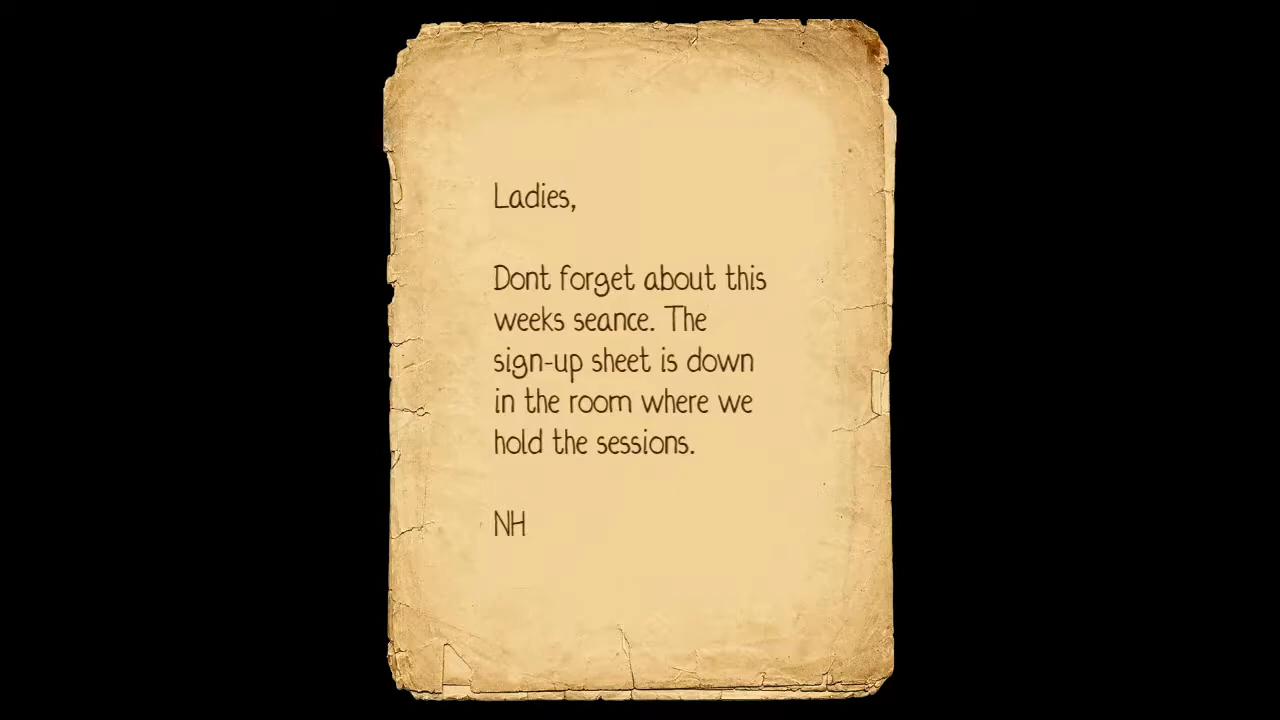 Ladies,
Dont forget about this
weeks seance. The
sign-up sheet is down
in the room where we
hold the sessions.
NH